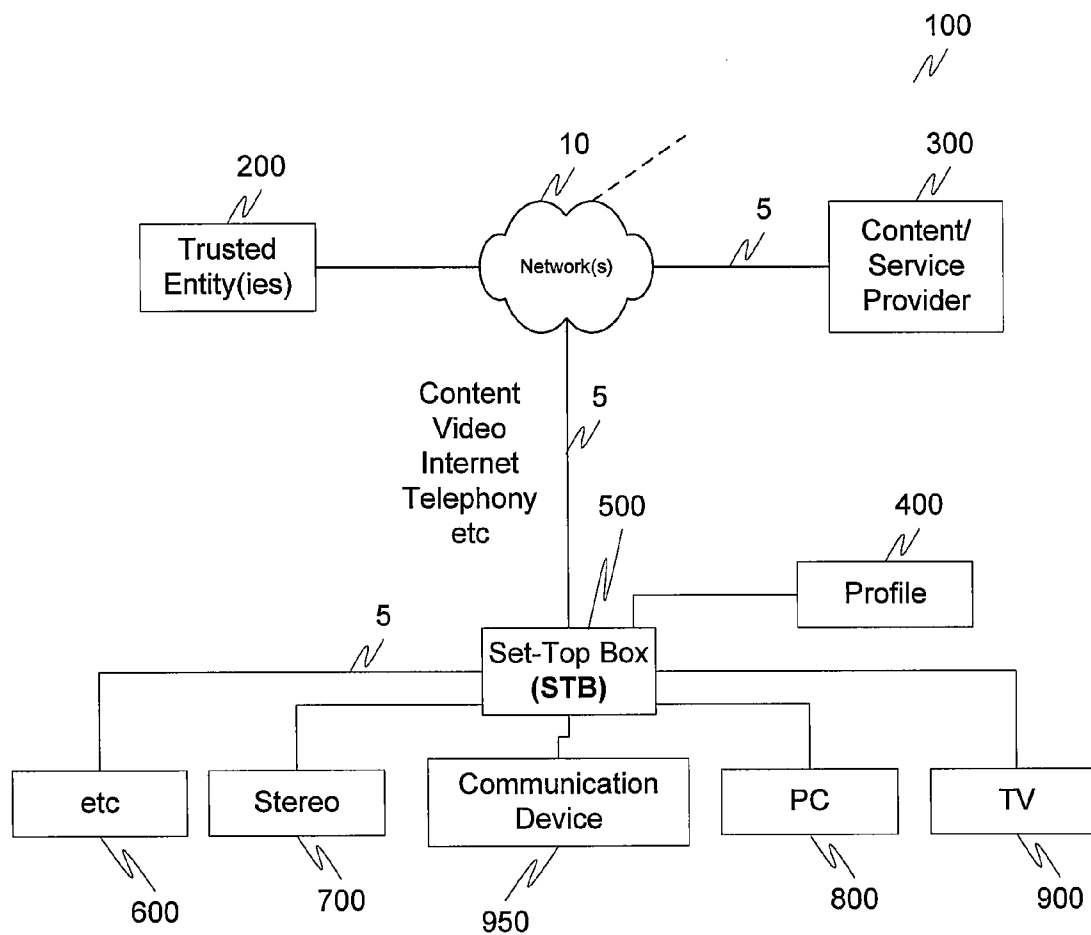 100
200
10
300
5
Trusted
Entity(ies)
Network(s)
Content/
Service
Provider
Content
Video
Internet
Telephony
etc
5
500
400
Profile
5
Set-Top Box
(STB)
etc
Stereo
Communication
Device
PC
TV
600
700
950
800
900